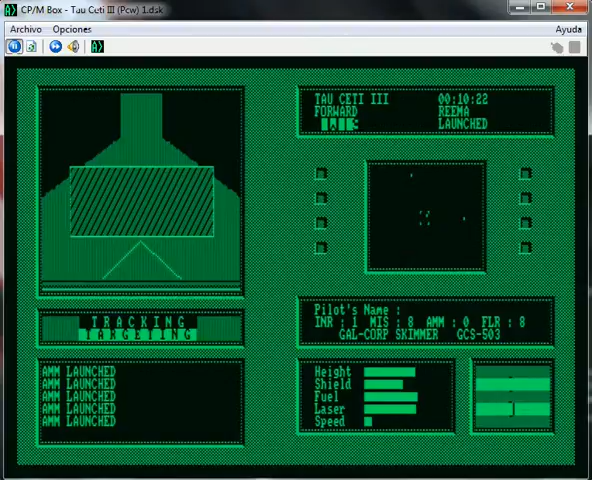 CP/M Box - Tau Ceti III (Pcw) 1.dsk
Archivo Opciones Ayuda
A>
TAU CETI III 00:10:22
FORWARD REEMA
LAUNCHED
TRACKING
TARGETING
Pilot's Name :
INR : 1 MIS : 8 AMM : 0 FLR : 8
GAL-CORP SKIMMER GCS-503
AMM LAUNCHED
AMM LAUNCHED
AMM LAUNCHED
AMM LAUNCHED
AMM LAUNCHED
Height
Shield
Fuel
Laser
Speed